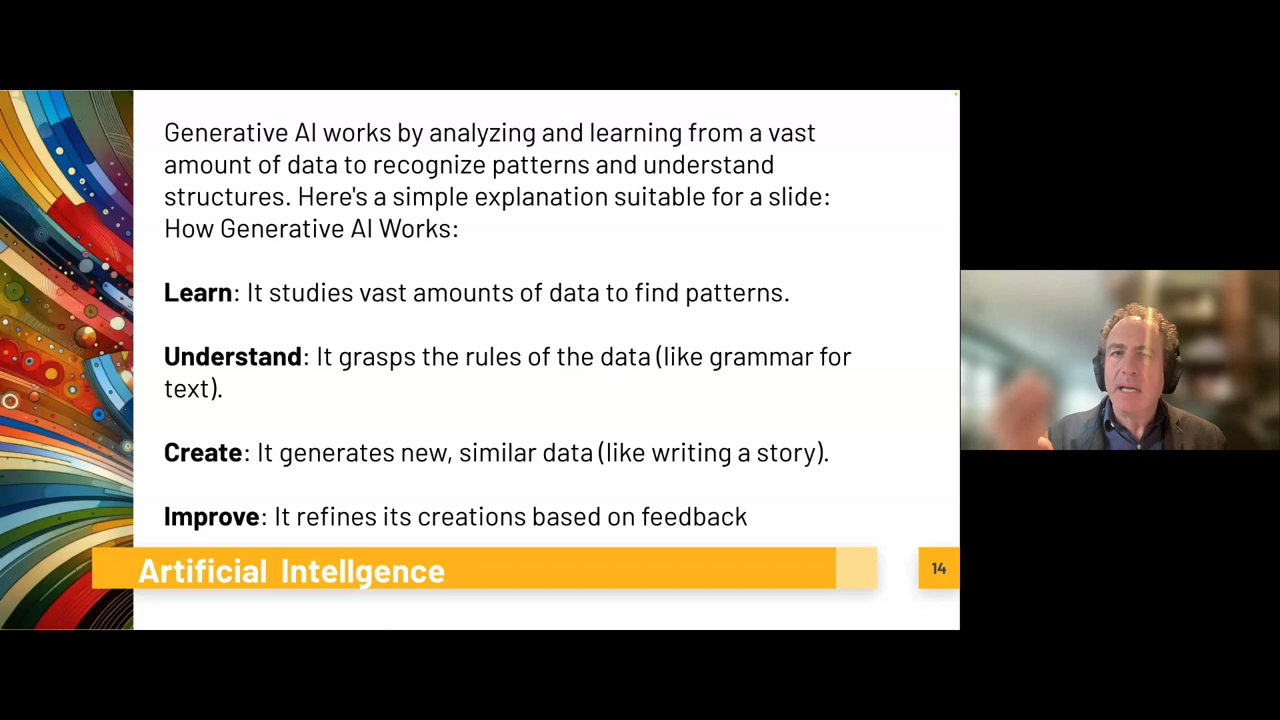 Generative AI works by analyzing and learning from a vast
amount of data to recognize patterns and understand
structures. Here's a simple explanation suitable for a slide:
How Generative AI Works:
Learn: It studies vast amounts of data to find patterns.
Understand: It grasps the rules of the data (like grammar for
text).
Create: It generates new, similar data (like writing a story).
Improve: It refines its creations based on feedback
Artificial Intellgence
14